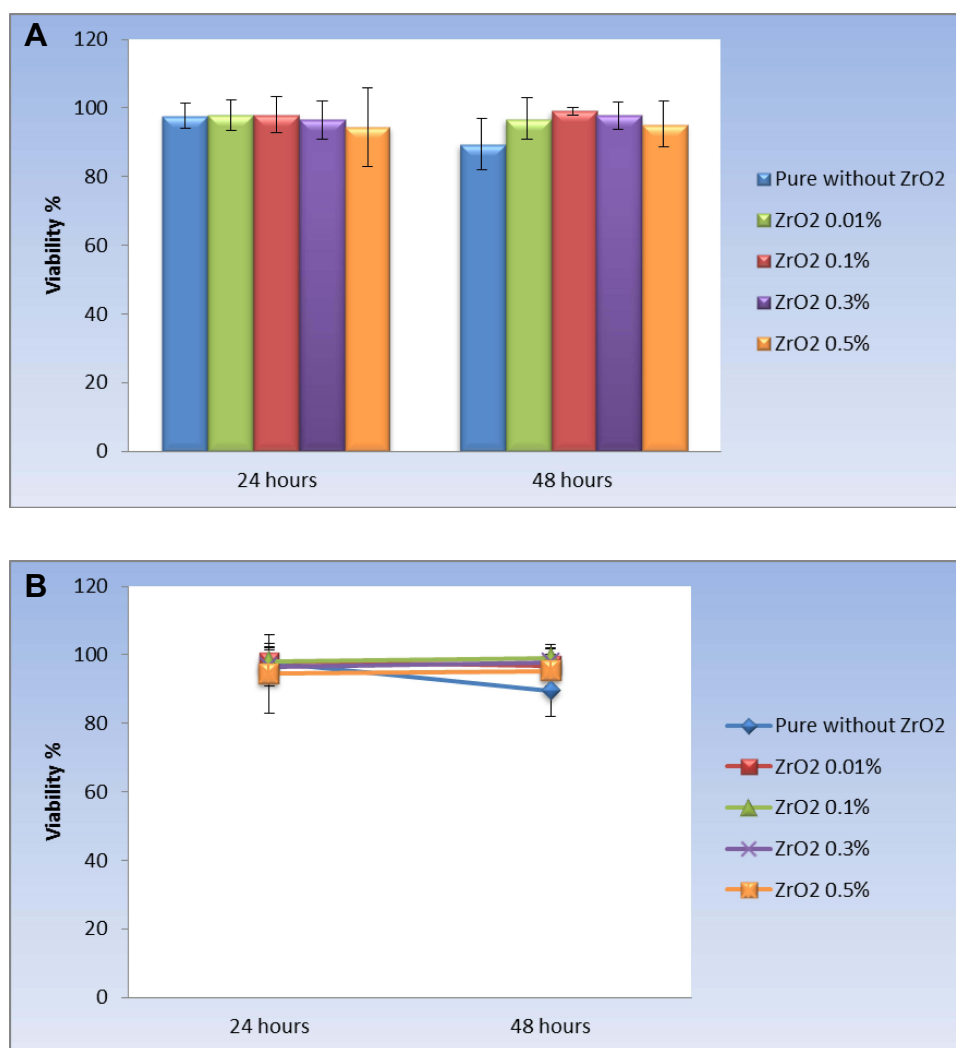 A
120
100
80
60
40
20
0
Viability %
24 hours
48 hours
Pure without ZrO2
ZrO2 0.01%
ZrO2 0.1%
ZrO2 0.3%
ZrO2 0.5%
B
120
100
80
60
40
20
0
Viability %
24 hours
48 hours
Pure without ZrO2
ZrO2 0.01%
ZrO2 0.1%
ZrO2 0.3%
ZrO2 0.5%